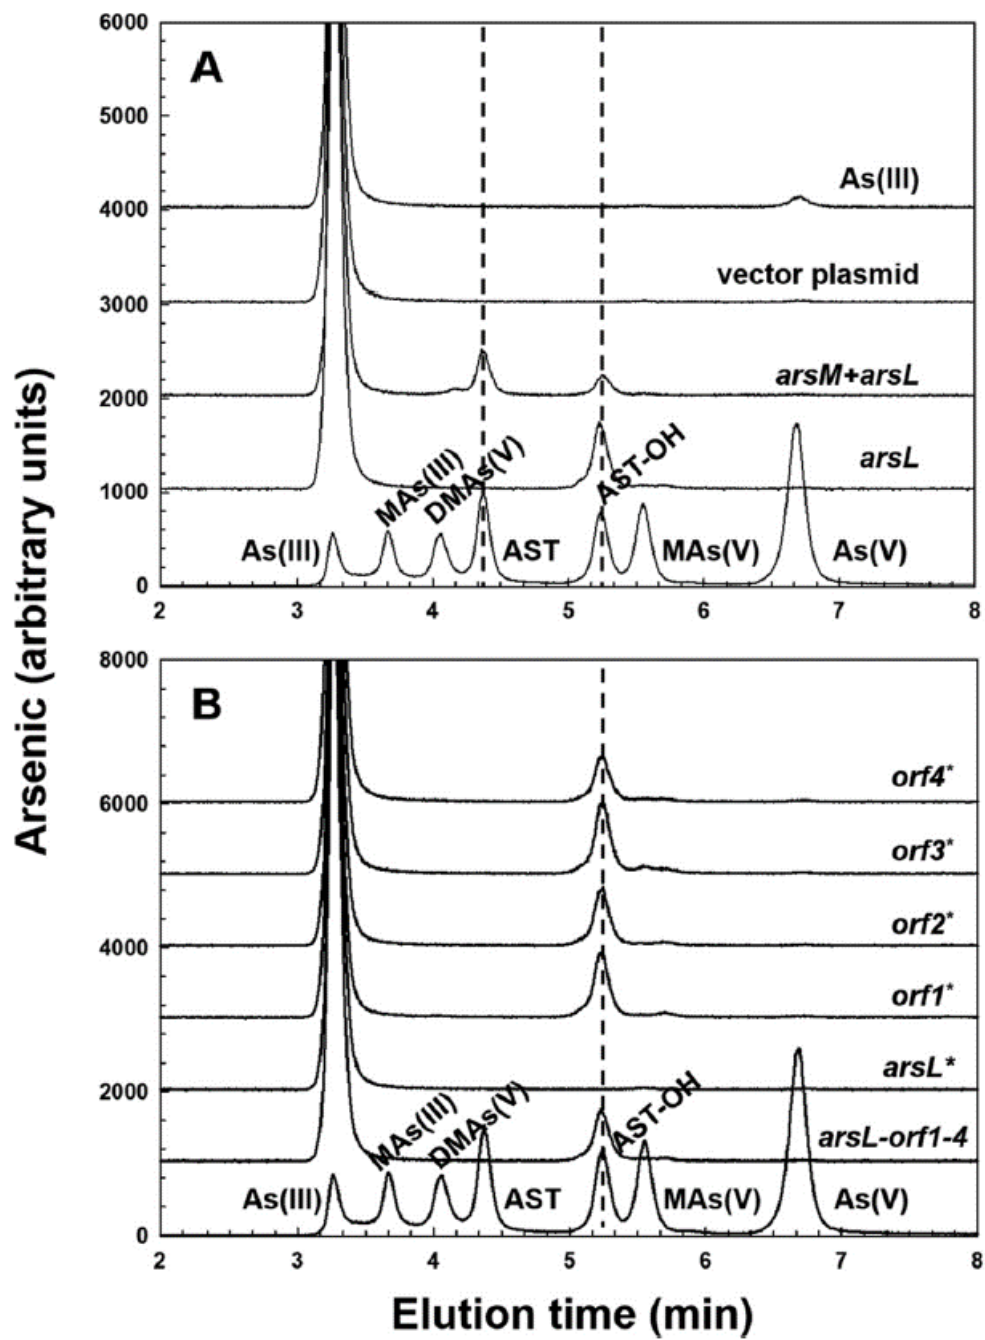 Arsenic (arbitrary units)
A
6000
5000
4000
3000
2000
1000
0
As(III)
vector plasmid
arsM+arsL
arsL
As(III)
MAs(III)
DMAs(V)
AST
AST-OH
MAs(V)
As(V)
2 3 4 5 6 7 8
B
8000
6000
4000
2000
0
orf4*
orf3*
orf2*
orf1*
arsL*
arsL-orf1-4
As(III)
MAs(III)
DMAs(V)
AST
AST-OH
MAs(V)
As(V)
2 3 4 5 6 7 8
Elution time (min)